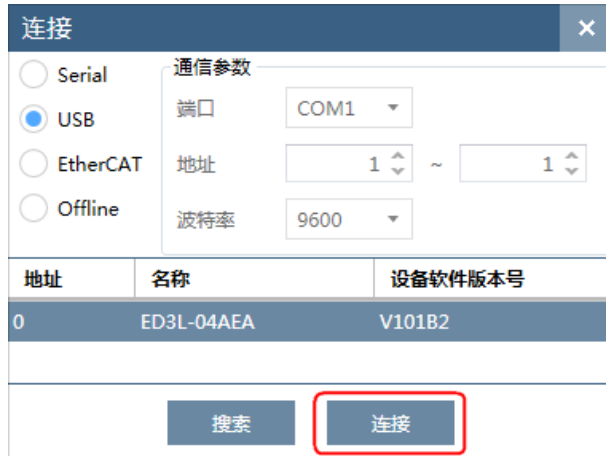 连接
Serial
USB
EtherCAT
Offline
通信参数
端口 COM1
地址 1 ~ 1
波特率 9600
地址 名称 设备软件版本号
0 ED3L-04AEA V101B2
搜索 连接